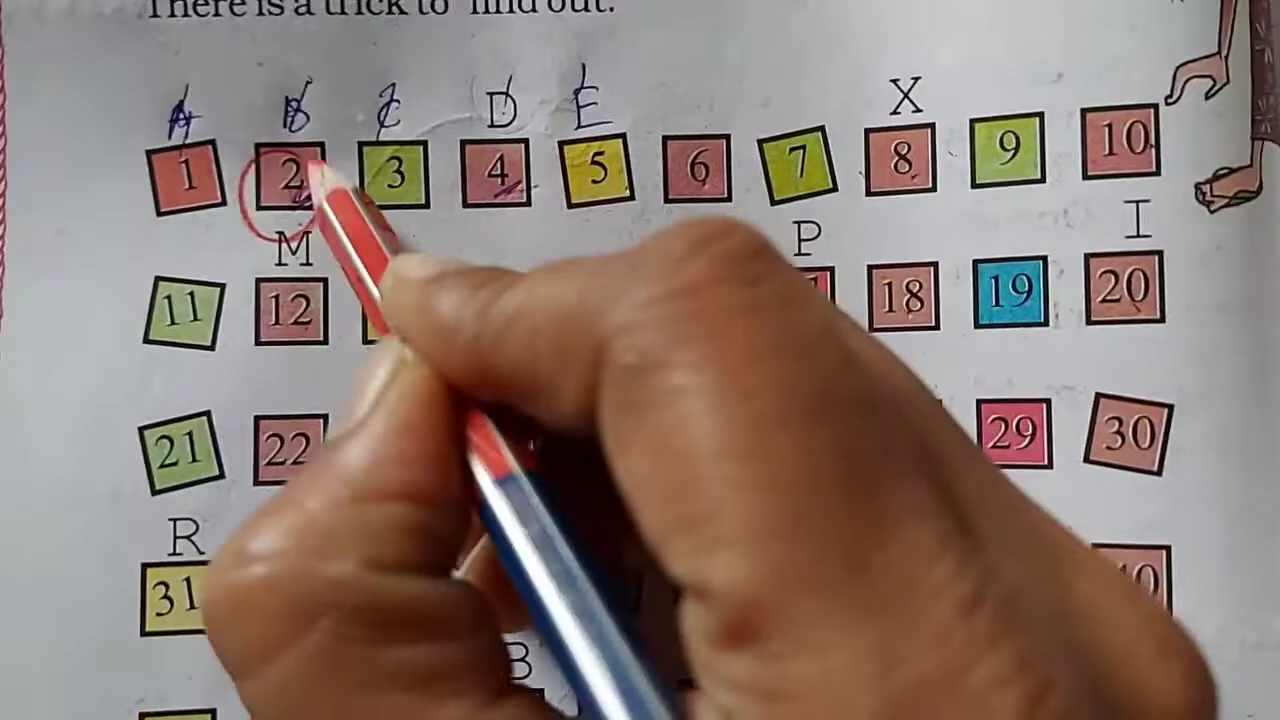 There is a trick to find out.
A B C D E X
1 2 3 4 5 6 7 8 9 10
M P I
11 12 18 19 20
21 22 29 30
R
31
B